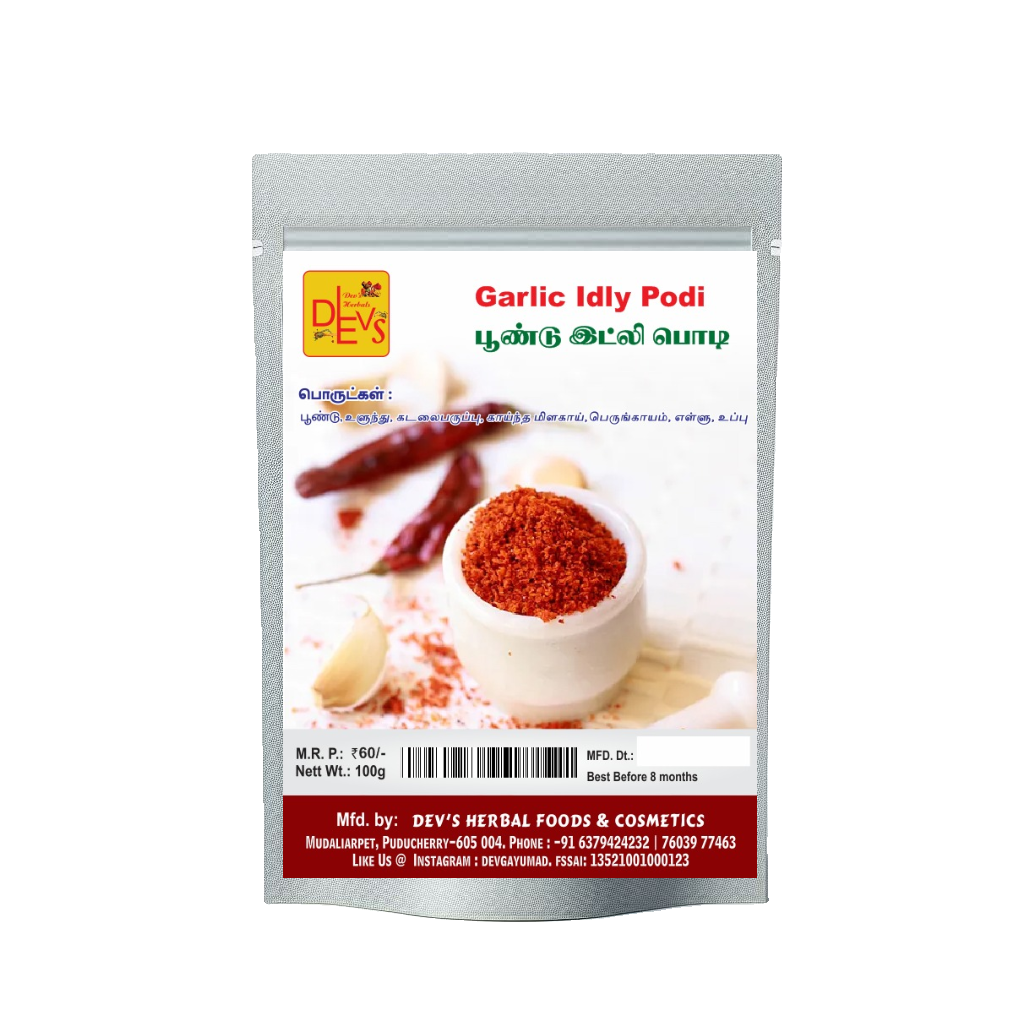 Dev's
Herbals
DEVS
Garlic Idly Podi
பூண்டு இட்லி பொடி
பொருட்கள் :
பூண்டு, உளுந்து, கடலைபருப்பு, காய்ந்த மிளகாய், பெருங்காயம், எள்ளு, உப்பு
M.R. P.: ₹60/-
Nett Wt.: 100g
MFD. Dt.:
Best Before 8 months
Mfd. by: DEV'S HERBAL FOODS & COSMETICS
MUDALIARPET, PUDUCHERRY-605 004. PHONE : +91 6379424232 | 76039 77463
LIKE US @ INSTAGRAM : DEVGAYUMAD. FSSAI: 13521001000123